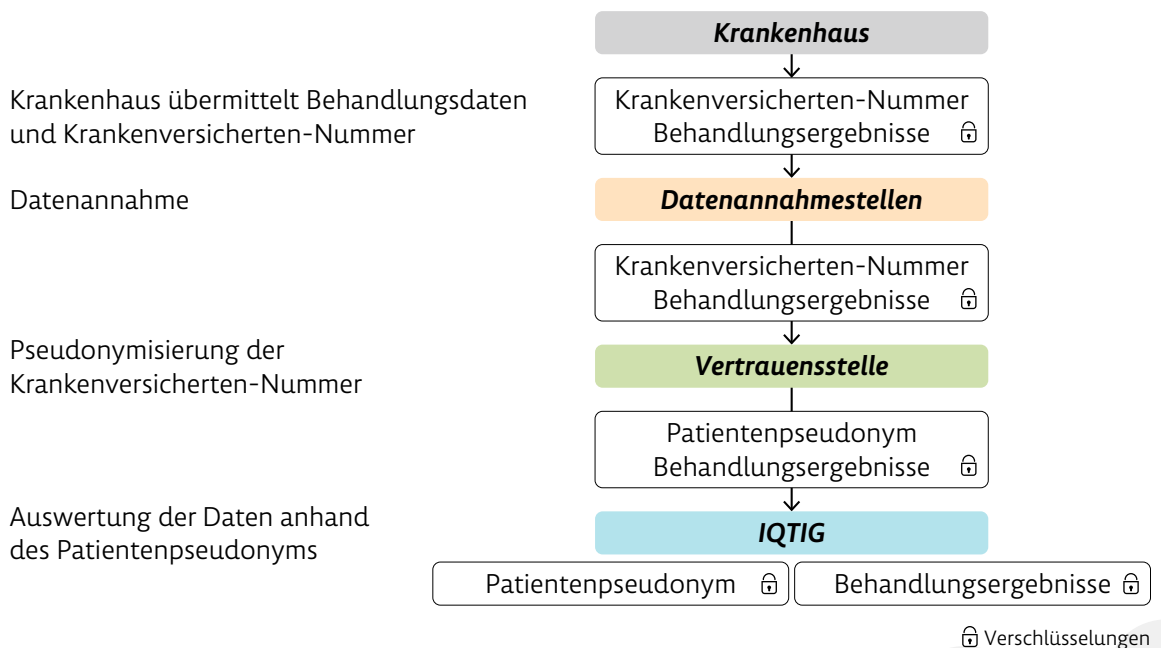 Krankenhaus
Krankenhaus übermittelt Behandlungsdaten
und Krankenversicherten-Nummer
Krankenversicherten-Nummer
Behandlungsergebnisse
Datenannahme
Datenannahmestellen
Krankenversicherten-Nummer
Behandlungsergebnisse
Pseudonymisierung der
Krankenversicherten-Nummer
Vertrauensstelle
Patientenpseudonym
Behandlungsergebnisse
Auswertung der Daten anhand
des Patientenpseudonyms
IQTIG
Patientenpseudonym
Behandlungsergebnisse
Verschlüsselungen